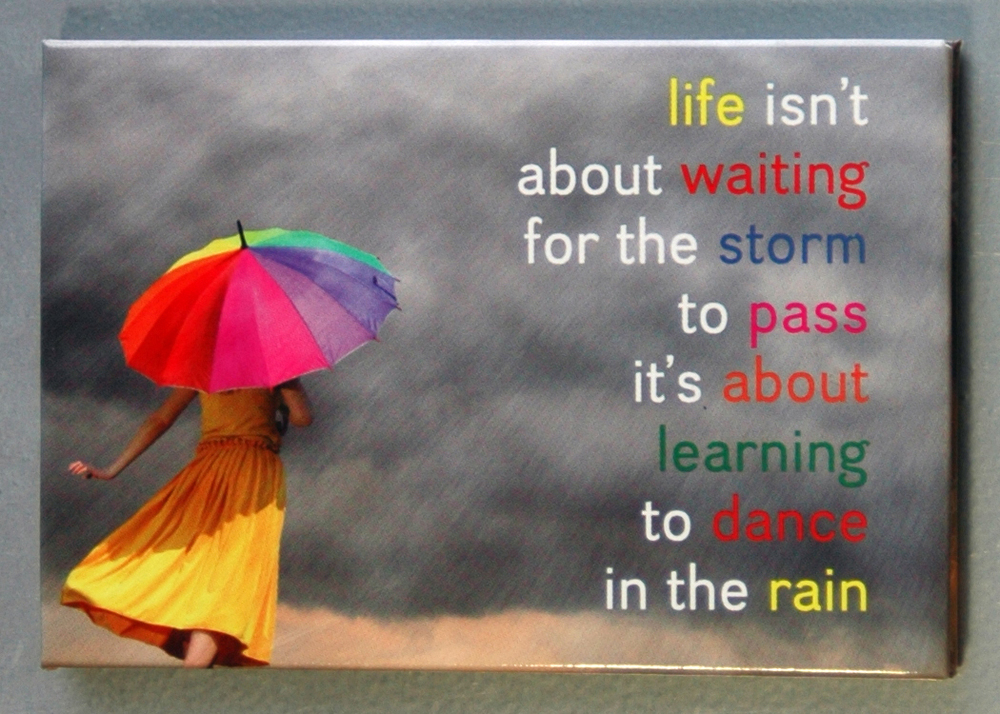 life isn't
about waiting
for the storm
to pass
it's about
learning
to dance
in the rain